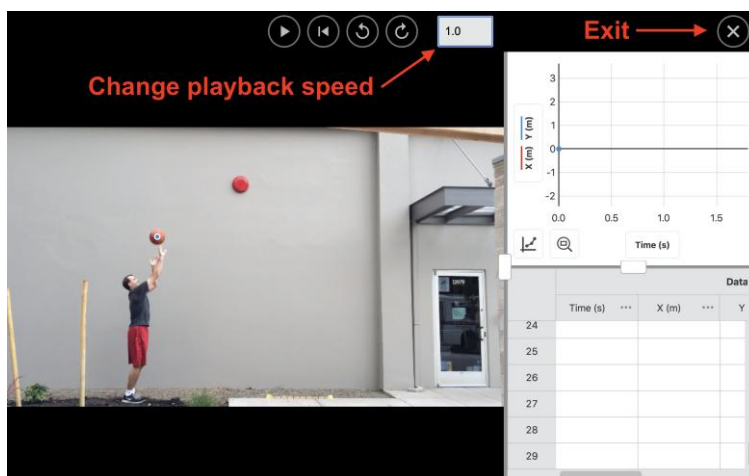 1.0
Exit
Change playback speed
3
2
1
0
-1
-2
X (m) Y (m)
0.0 0.5 1.0 1.5
Time (s)
Data
Time (s) ... X (m) ... Y
24
25
26
27
28
29